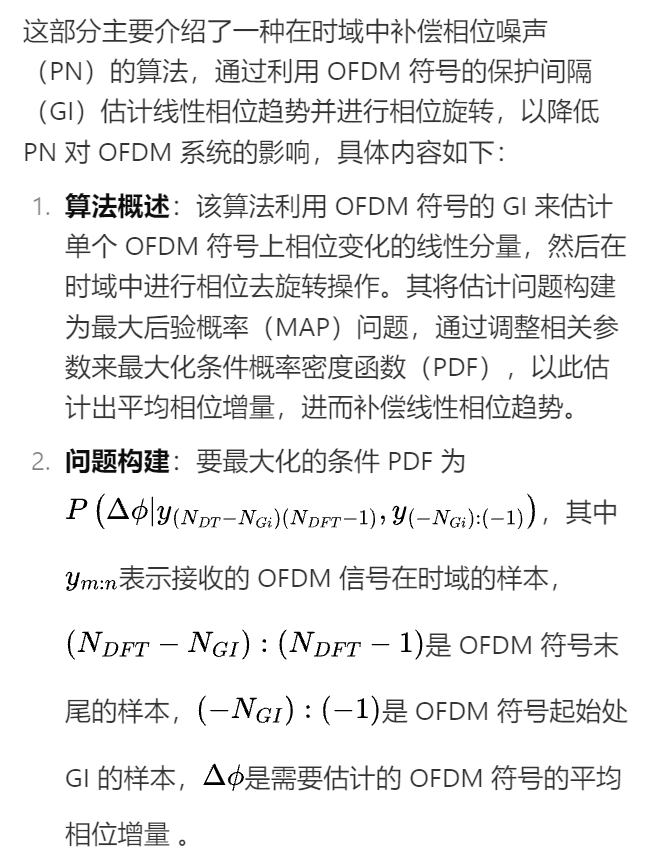 这部分主要介绍了一种在时域中补偿相位噪声
（PN）的算法，通过利用 OFDM 符号的保护间隔
（GI）估计线性相位趋势并进行相位旋转，以降低
PN 对 OFDM 系统的影响，具体内容如下：
1. 算法概述：该算法利用 OFDM 符号的 GI 来估计
单个 OFDM 符号上相位变化的线性分量，然后在
时域中进行相位去旋转操作。其将估计问题构建
为最大后验概率（MAP）问题，通过调整相关参
数来最大化条件概率密度函数（PDF），以此估
计出平均相位增量，进而补偿线性相位趋势。
2. 问题构建：要最大化的条件 PDF 为
$P\left(\Delta\phi|y_{(N_{DT}-N_{Gi})(N_{DFT}-1)},y_{(-N_{Gi}):(-1)}\right)$，其中
$y_{m:n}$表示接收的 OFDM 信号在时域的样本，
$(N_{DFT}-N_{GI}):(N_{DFT}-1)$是 OFDM 符号末
尾的样本，$(-N_{GI}):(-1)$是 OFDM 符号起始处
GI 的样本，$\Delta\phi$是需要估计的 OFDM 符号的平均
相位增量 。